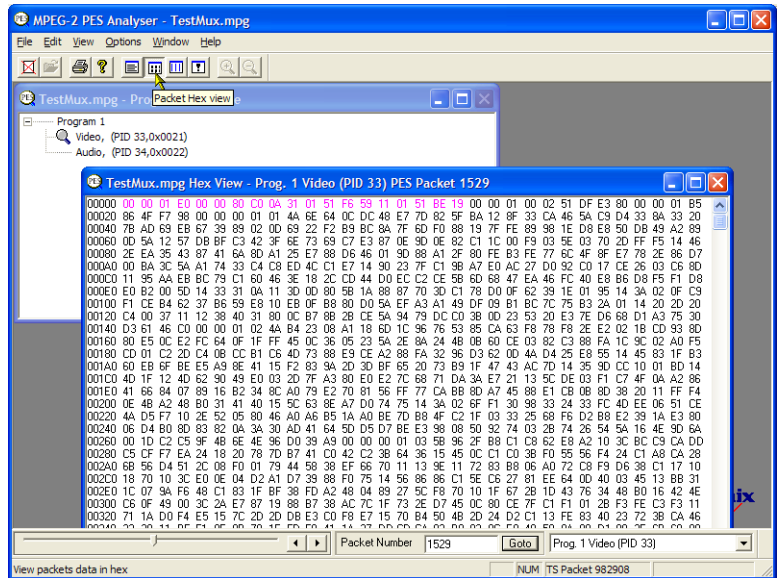 MPEG-2 PES Analyser - TestMux.mpg
File Edit View Options Window Help
TestMux.mpg - Pro
Packet Hex view
Program 1
Video, (PID 33,0x0021)
Audio, (PID 34,0x0022)
TestMux.mpg Hex View - Prog. 1 Video (PID 33) PES Packet 1529
00000 00 00 01 E0 00 00 80 C0 0A 31 01 51 F6 59 11 01 51 BE 19 00 00 01 00 02 51 DF E3 80 00 00 01 B5
00020 86 4F F7 98 00 00 00 01 01 4A 6E 64 0C DC 48 E7 7D 82 5F BA 12 8F 33 CA 46 5A C9 D4 33 8A 33 20
00040 7B AD 69 EB 67 39 89 02 0D 69 22 F2 B9 BC 8A 7F 6D F0 88 19 7F FE 89 98 1E D8 E8 50 DB 49 A2 89
00060 0D 5A 12 57 DB BF C3 42 3F 6E 73 69 C7 E3 87 0E 9D 0E 82 C1 1C 00 F9 03 5E 03 70 2D FF F5 14 46
00080 2E EA 35 43 87 41 6A 8D A1 25 E7 88 D6 46 01 9D 88 A1 2F 80 FE B3 FE 77 6C 4F 8F E7 78 2E 86 D7
000A0 00 BA 3C 5A A1 74 33 C4 C8 ED 4C C1 E7 14 90 23 7F C1 9B A7 E0 AC 27 D0 92 C0 17 CE 26 03 C6 8D
000C0 11 95 AA EB BC 79 C1 60 46 3E 18 2C CD 44 D0 EC C2 CE 5B 6D 68 47 EA 46 FC 40 E8 B6 D8 F5 F1 D8
000E0 E0 B2 00 5D 14 33 31 0A 11 3D 0D 80 5B 1A 88 87 70 3D C1 78 D0 0F 62 39 1E 01 95 14 3A 02 0F C9
00100 F1 CE B4 62 37 B6 59 E8 10 EB 0F B8 80 D0 5A EF A3 A1 49 DF 09 B1 BC 7C 75 B3 2A 01 14 20 2D 20
00120 C4 00 37 11 12 38 40 31 80 0C B7 8B 2B CE 5A 94 79 DC C0 3B 0D 23 53 20 E3 7E D6 68 D1 A3 75 30
00140 D3 61 46 C0 00 00 01 02 4A B4 23 08 A1 18 6D 1C 96 76 53 85 CA 63 F8 78 F8 2E E2 02 1B CD 93 8D
00160 80 E5 0C E2 FC 64 0F 1F FF 45 0C 36 05 23 5A 2E 8A 24 4B 0B 60 CE 03 82 C3 88 FA 1C 9C 02 A0 F5
00180 CD 01 C2 2D C4 0B CC B1 C6 4D 73 88 E9 CE A2 88 FA 32 96 D3 62 0D 4A D4 25 E8 55 14 45 83 1F B3
001A0 60 EB 6F BE E5 A9 8E 41 15 F2 83 9A 2D 3D BF 65 20 73 B9 1F 47 43 AC 7D 14 35 9D CC 10 01 BD 14
001C0 4D 1F 12 4D 62 90 49 E0 03 2D 7F A3 80 E0 E2 7C 68 71 DA 3A E7 21 13 5C DE 03 F1 C7 4F 0A A2 86
001E0 41 66 84 07 89 16 B2 34 8C A0 79 E2 70 81 56 FF 77 CA BB 8D A7 45 88 E1 CB 0B 8D 38 20 11 FF F4
00200 0E 4B A2 48 B0 31 41 40 15 5C 63 8E A7 D0 74 75 14 3A 02 6F F1 30 98 33 24 33 FC 4D EE 06 51 CE
00220 4A D5 F7 10 2E 52 05 80 46 A0 A6 B5 1A A0 BE 7D B8 4F C2 1F 03 33 25 68 F6 D2 B8 E2 39 1A E3 80
00240 06 D4 B0 8D 83 82 0A 3A 30 AD 41 64 5D D5 D7 BE E3 98 08 50 92 74 03 2B 74 26 54 5A 16 4E 9D 6A
00260 00 1D C2 C5 9F 4B 6E 4E 96 D0 39 A9 00 00 00 01 03 5B 96 2F B8 C1 C8 62 E8 A2 10 3C BC C9 CA DD
00280 C5 CF F7 EA 24 18 20 78 7D B7 41 C0 42 C2 3B 64 36 15 45 0C C1 C0 3B F0 55 56 F4 24 C1 A8 CA 28
002A0 6B 56 D4 51 2C 08 F0 01 79 44 58 38 EF 66 70 11 13 9E 11 72 83 B8 06 A0 72 C8 F9 D6 38 C1 17 10
002C0 18 70 10 3C E0 0E 04 D2 A1 D7 39 88 F0 75 14 56 86 86 C1 5E C6 27 81 EE 64 0D 40 03 45 13 BB 31
002E0 1C 07 9A F6 48 C1 83 1F BF 38 FD A2 48 04 89 27 5C F8 70 10 1F 67 2B 1D 43 76 34 48 B0 16 42 4E
00300 C6 0F 49 00 3C 2A E7 87 19 88 B7 38 AC 7C 1F 73 2E D7 45 0C 80 CE 7F C1 F1 01 2B F3 FE C3 F3 11
00320 71 1A D0 F4 E5 15 7C 2D 2D DB E3 C0 F8 E7 15 70 B4 50 4B 2D 24 D2 C1 13 FE 83 40 23 72 3B CA 46
Packet Number 1529 Goto Prog. 1 Video (PID 33)
View packets data in hex NUM TS Packet 982908